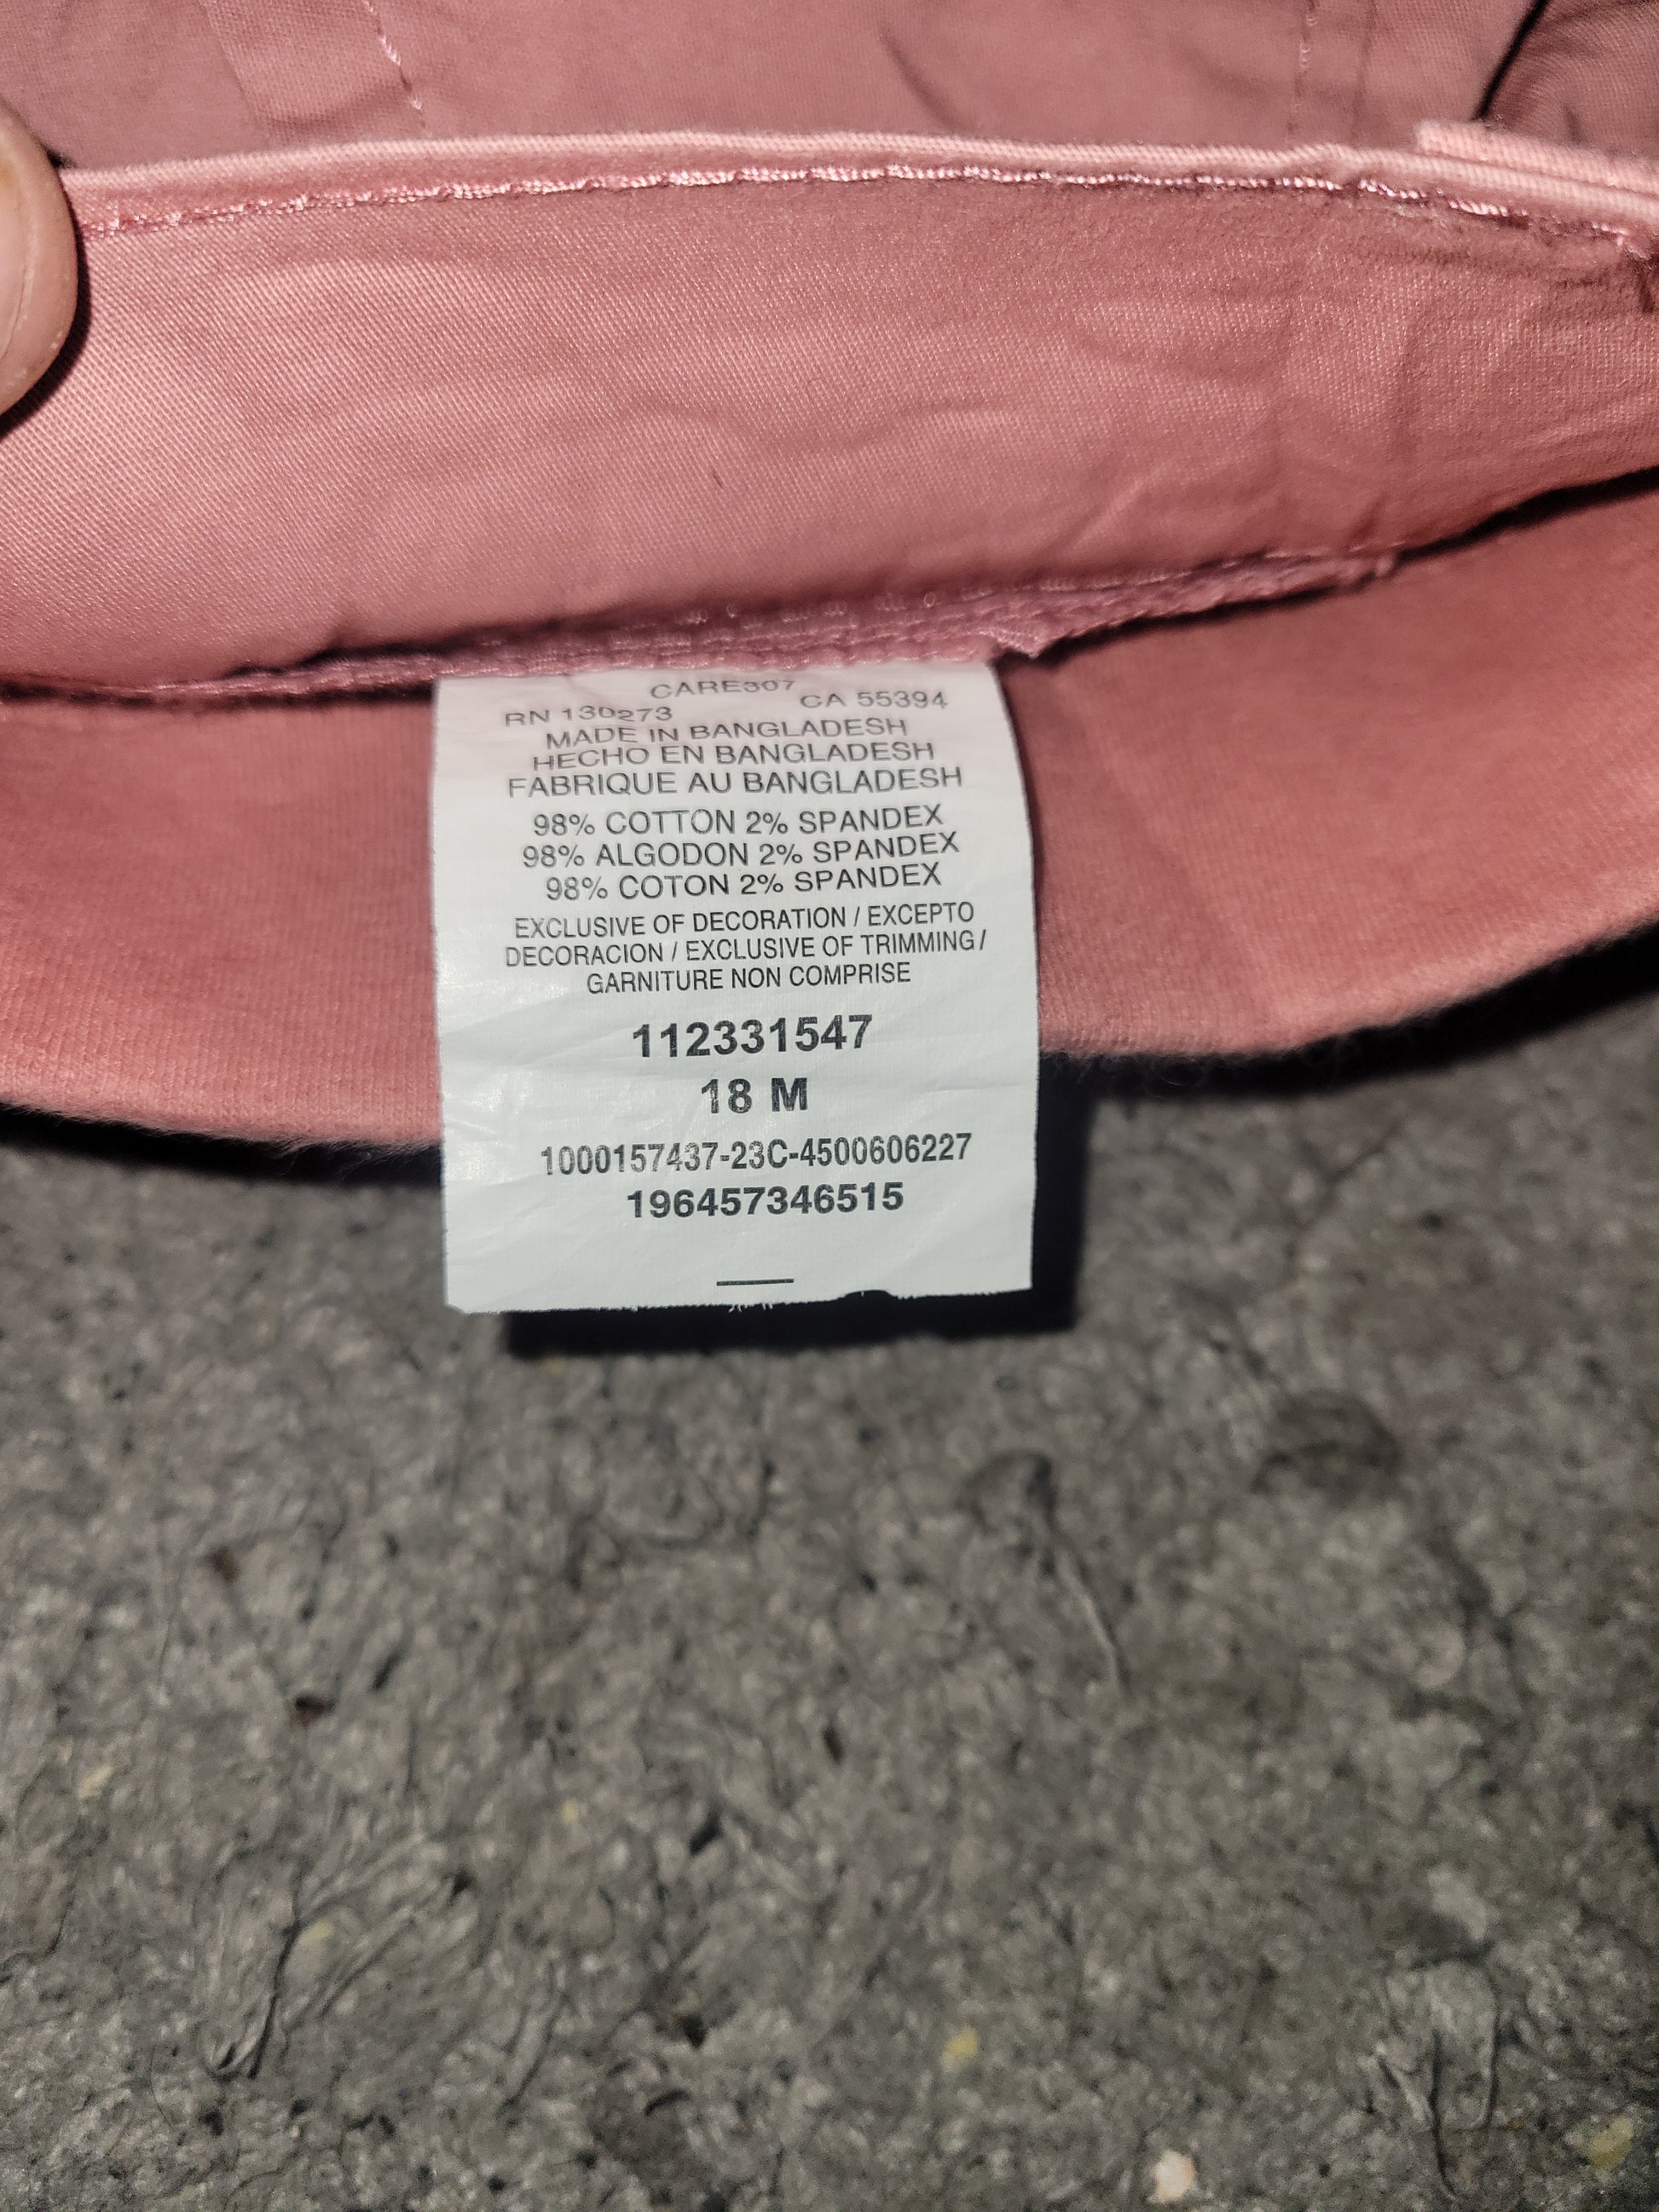 CARE307
RN 130273 CA 55394
MADE IN BANGLADESH
HECHO EN BANGLADESH
FABRIQUE AU BANGLADESH
98% COTTON 2% SPANDEX
98% ALGODON 2% SPANDEX
98% COTON 2% SPANDEX
EXCLUSIVE OF DECORATION / EXCEPTO
DECORACION / EXCLUSIVE OF TRIMMING /
GARNITURE NON COMPRISE
112331547
18 M
1000157437-23C-4500606227
196457346515